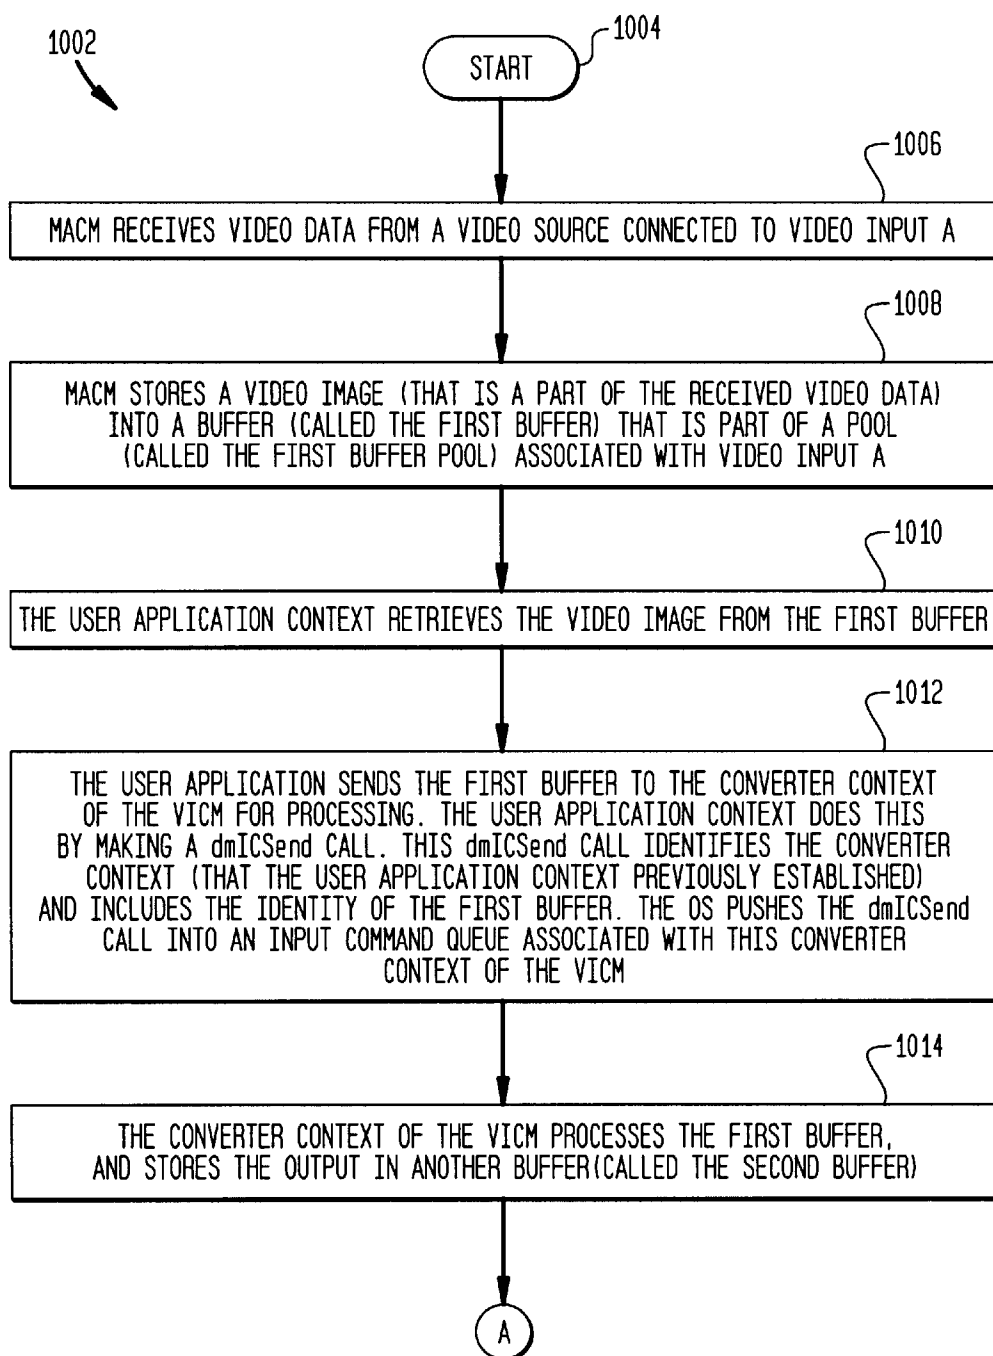 1002
1004
START
1006
MACM RECEIVES VIDEO DATA FROM A VIDEO SOURCE CONNECTED TO VIDEO INPUT A
1008
MACM STORES A VIDEO IMAGE (THAT IS A PART OF THE RECEIVED VIDEO DATA)
INTO A BUFFER (CALLED THE FIRST BUFFER) THAT IS PART OF A POOL
(CALLED THE FIRST BUFFER POOL) ASSOCIATED WITH VIDEO INPUT A
1010
THE USER APPLICATION CONTEXT RETRIEVES THE VIDEO IMAGE FROM THE FIRST BUFFER
1012
THE USER APPLICATION SENDS THE FIRST BUFFER TO THE CONVERTER CONTEXT
OF THE VICM FOR PROCESSING. THE USER APPLICATION CONTEXT DOES THIS
BY MAKING A dmICSend CALL. THIS dmICSend CALL IDENTIFIES THE CONVERTER
CONTEXT (THAT THE USER APPLICATION CONTEXT PREVIOUSLY ESTABLISHED)
AND INCLUDES THE IDENTITY OF THE FIRST BUFFER. THE OS PUSHES THE dmICSend
CALL INTO AN INPUT COMMAND QUEUE ASSOCIATED WITH THIS CONVERTER
CONTEXT OF THE VICM
1014
THE CONVERTER CONTEXT OF THE VICM PROCESSES THE FIRST BUFFER,
AND STORES THE OUTPUT IN ANOTHER BUFFER(CALLED THE SECOND BUFFER)
A